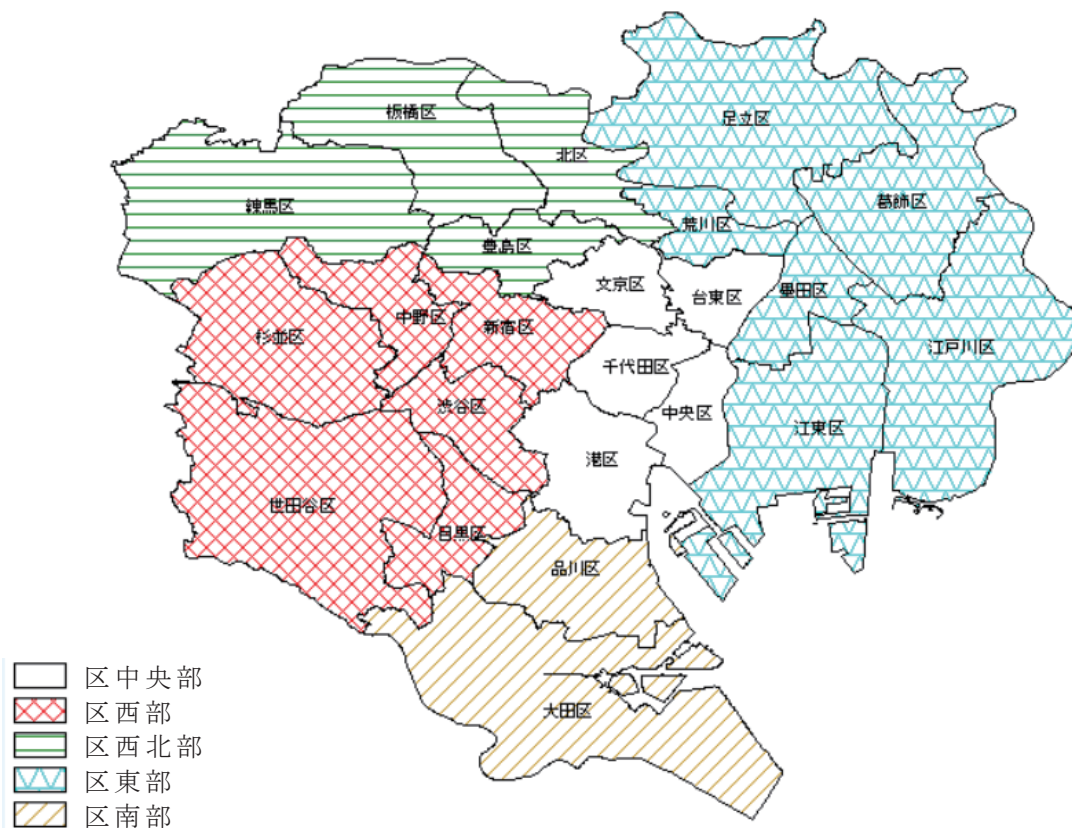 板橋区
足立区
北区
練馬区
葛飾区
荒川区
豊島区
文京区
台東区
墨田区
中野区
新宿区
杉並区
江戸川区
千代田区
渋谷区
中央区
江東区
港区
世田谷区
目黒区
品川区
大田区
区中央部
区西部
区西北部
区東部
区南部